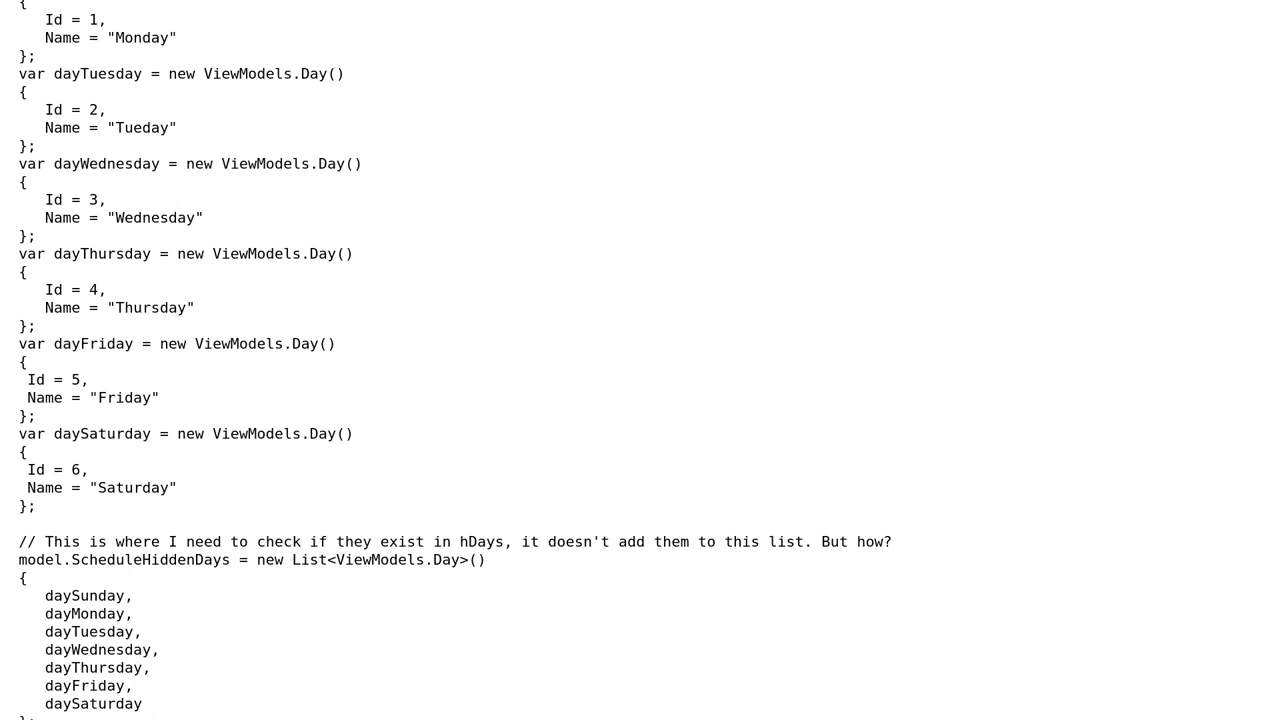 {
   Id = 1,
   Name = "Monday"
};
var dayTuesday = new ViewModels.Day()
{
   Id = 2,
   Name = "Tueday"
};
var dayWednesday = new ViewModels.Day()
{
   Id = 3,
   Name = "Wednesday"
};
var dayThursday = new ViewModels.Day()
{
   Id = 4,
   Name = "Thursday"
};
var dayFriday = new ViewModels.Day()
{
 Id = 5,
 Name = "Friday"
};
var daySaturday = new ViewModels.Day()
{
 Id = 6,
 Name = "Saturday"
};

// This is where I need to check if they exist in hDays, it doesn't add them to this list. But how?
model.ScheduleHiddenDays = new List<ViewModels.Day>()
{
   daySunday,
   dayMonday,
   dayTuesday,
   dayWednesday,
   dayThursday,
   dayFriday,
   daySaturday
};